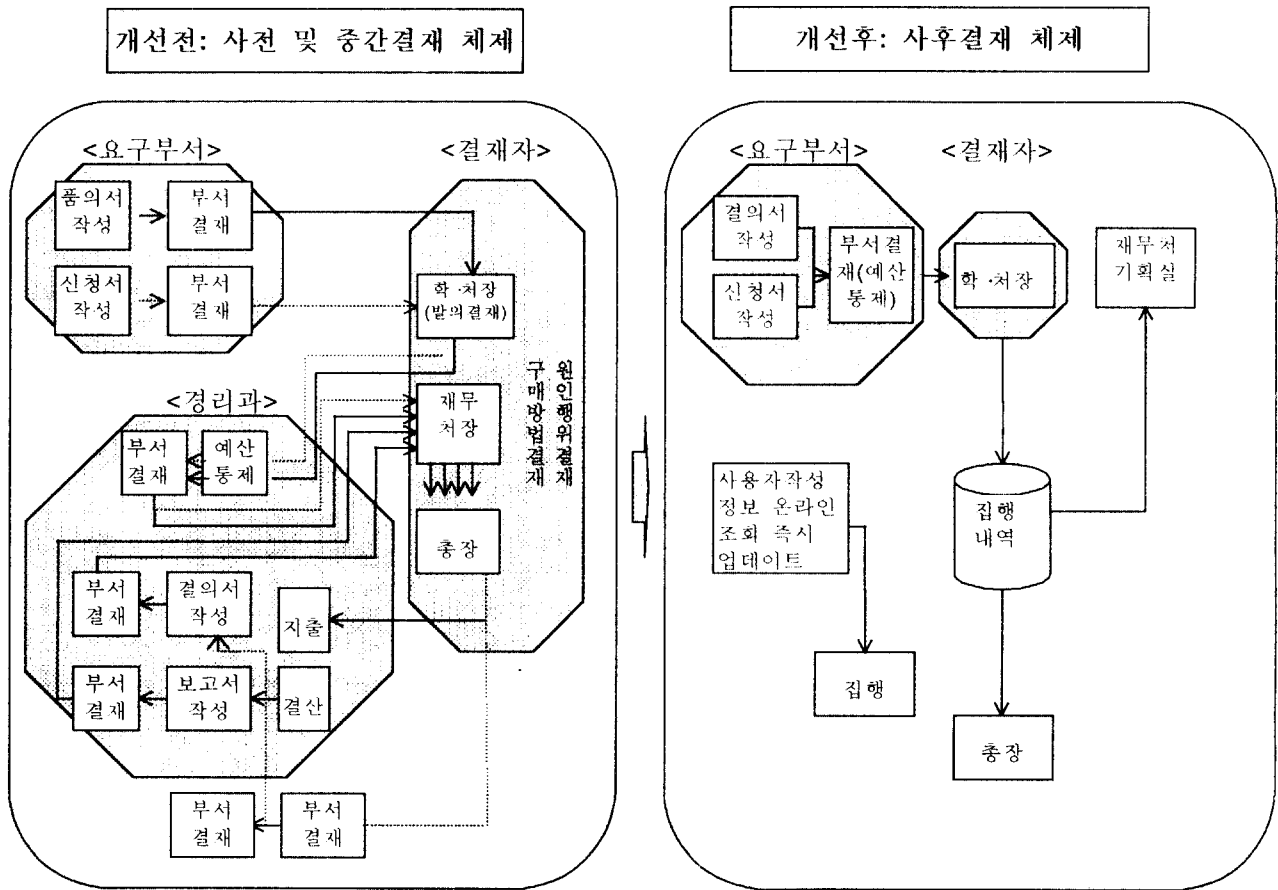 개선전: 사전 및 중간결재 체제
개선후: 사후결재 체제
<요구부서>
<결재자>
품의서
작성
부서
결재
신청서
작성
부서
결재
학·처장
(발의결재)
원인행위결재
구매방법결재
재무
처장
총장
<경리과>
부서
결재
예산
통제
부서
결재
결의서
작성
지출
부서
결재
보고서
작성
결산
부서
결재
부서
결재
<요구부서>
<결재자>
결의서
작성
신청서
작성
부서결
재(예산
통제)
학·처장
재무처
기획실
사용자작성
정보 온라인
조회 즉시
업데이트
집행
내역
집행
총장